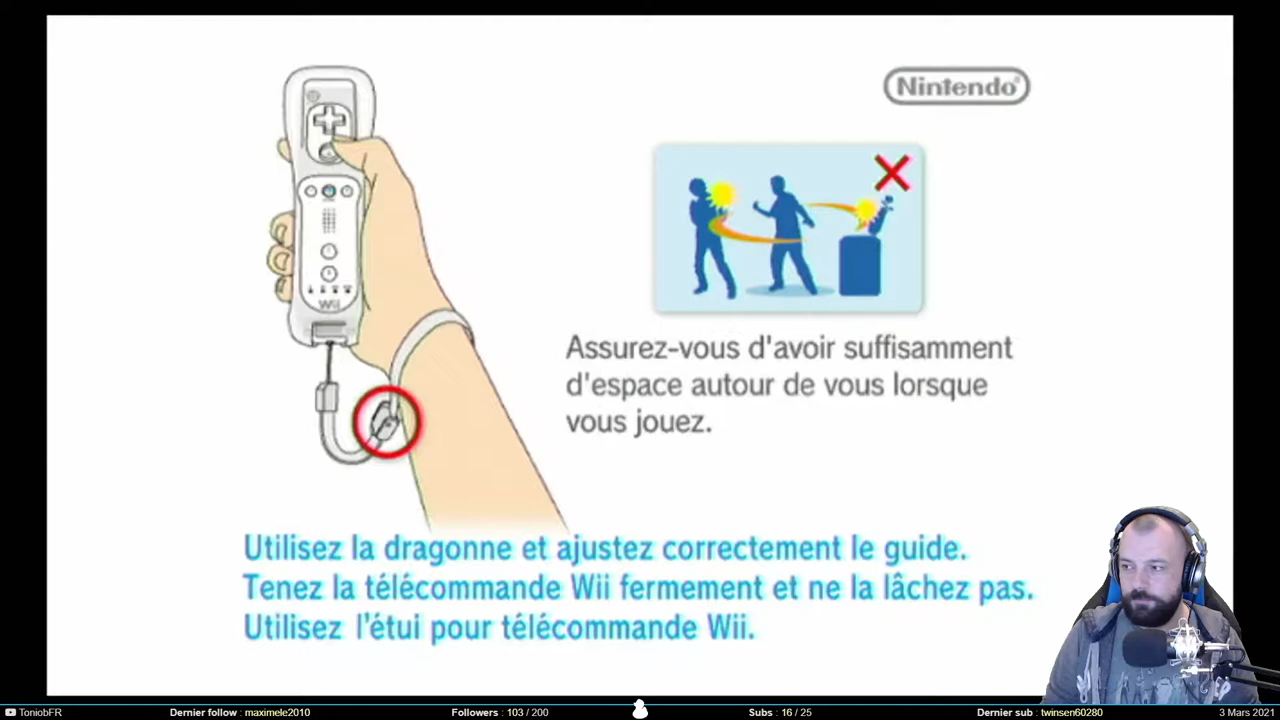 Nintendo®
Assurez-vous d'avoir suffisamment
d'espace autour de vous lorsque
vous jouez.
Wii
Utilisez la dragonne et ajustez correctement le guide.
Tenez la télécommande Wii fermement et ne la lâchez pas.
Utilisez l'étui pour télécommande Wii.
ToniobFR Dernier follow : maximele2010 Followers : 103 / 200 Subs : 16 / 25 Dernier sub : twinsen60280 3 Mars 2021